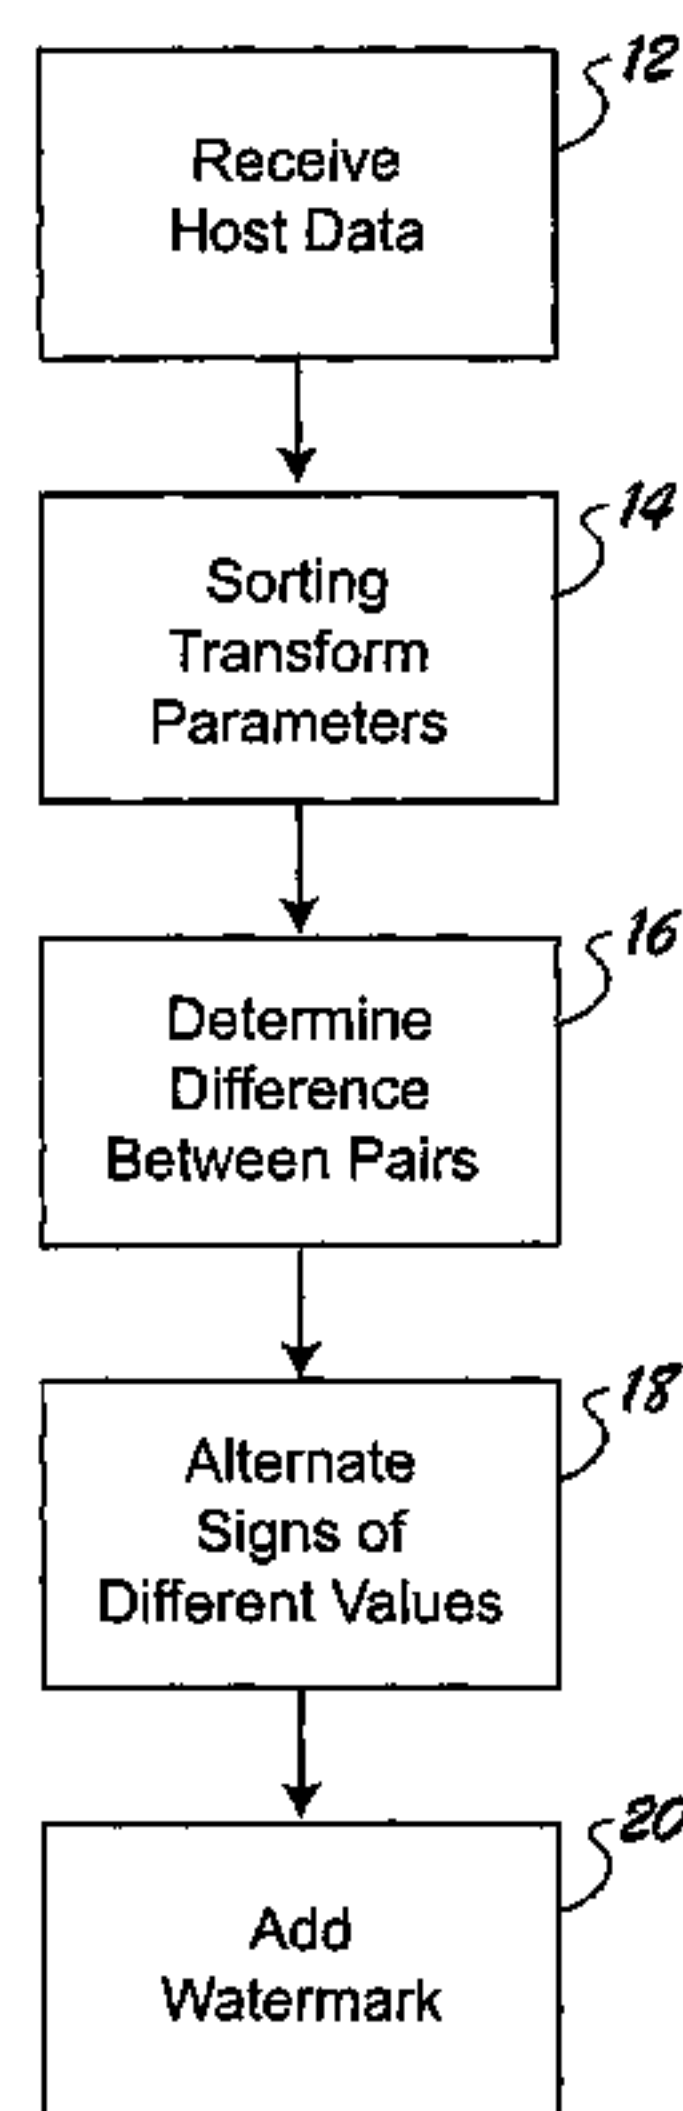 12
Receive
Host Data
14
Sorting
Transform
Parameters
16
Determine
Difference
Between Pairs
18
Alternate
Signs of
Different Values
20
Add
Watermark